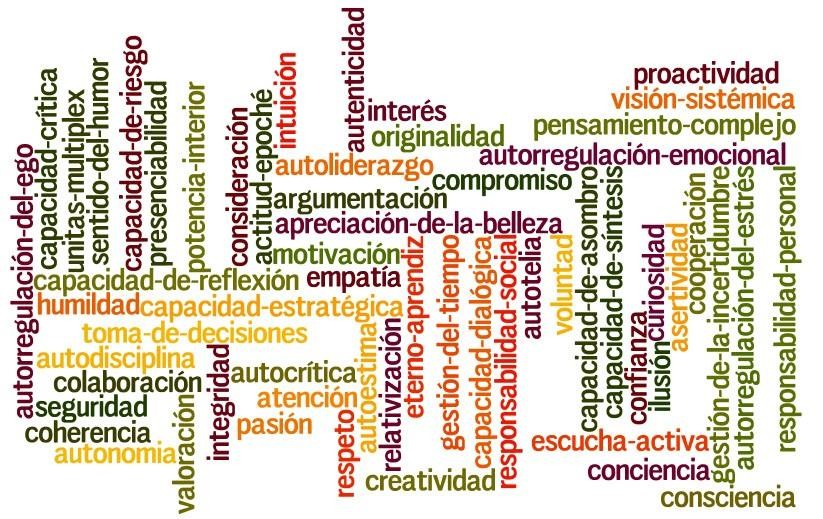 autorregulación-del-ego
capacidad-crítica
unitas-multiplex
sentido-del-humor
capacidad-de-riesgo
presenciabilidad
potencia-interior
consideración
actitud-epoché
intuición
autenticidad
interés
originalidad
autoliderazgo
compromiso
argumentación
apreciación-de-la-belleza
motivación
empatía
proactividad
visión-sistémica
pensamiento-complejo
autorregulación-emocional
capacidad-de-reflexión
humildad
capacidad-estratégica
toma-de-decisiones
autodisciplina
colaboración
seguridad
coherencia
autonomia
valoración
integridad
autocrítica
atención
pasión
respeto
autoestima
relativización
eterno-aprendiz
gestión-del-tiempo
capacidad-dialógica
responsabilidad-social
autotelia
voluntad
capacidad-de-asombro
capacidad-de-síntesis
confianza
curiosidad
ilusión
asertividad
cooperación
gestión-de-la-incertidumbre
autorregulación-del-estrés
responsabilidad-personal
creatividad
escucha-activa
conciencia
consciencia